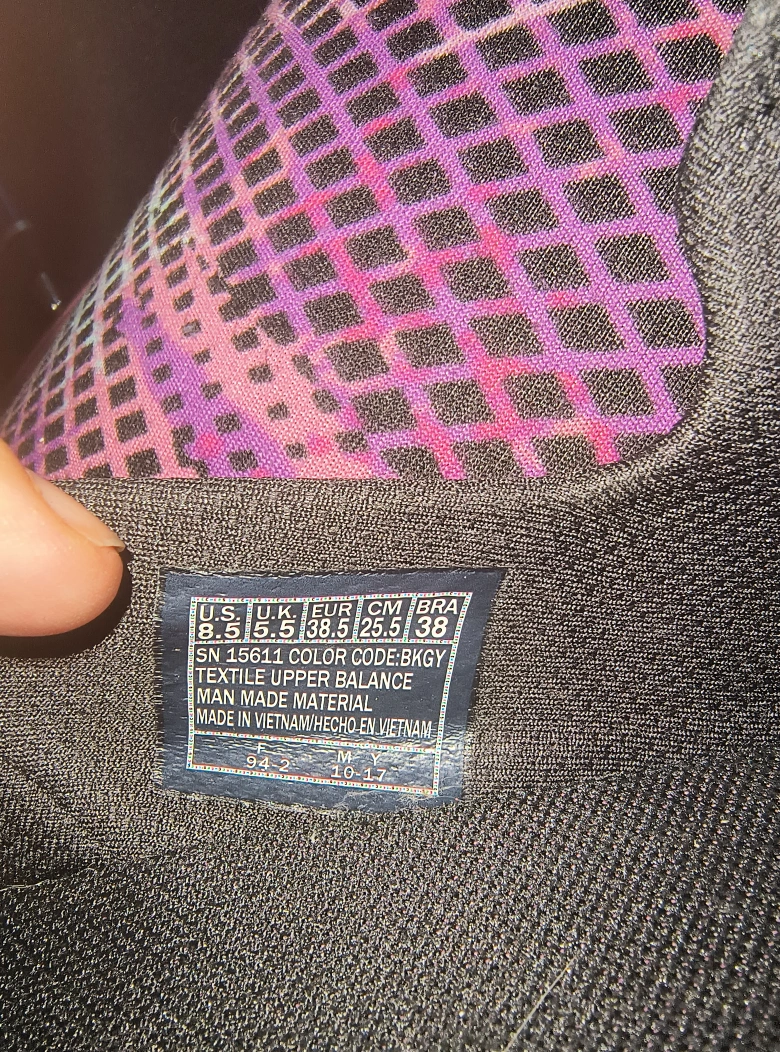 U.S. U.K. EUR CM BRA
8.5 5.5 38.5 25.5 38
SN 15611 COLOR CODE:BKGY
TEXTILE UPPER BALANCE
MAN MADE MATERIAL
MADE IN VIETNAM/HECHO EN VIETNAM
F M Y
94-2 10-17